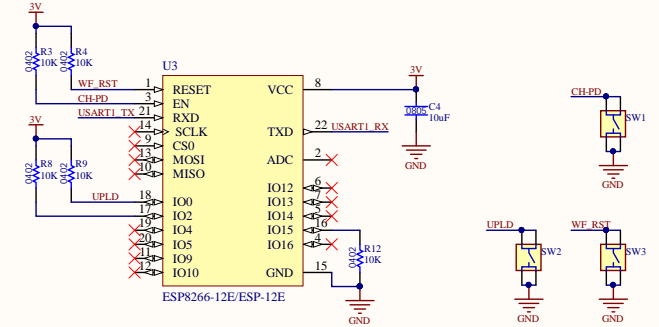 3V
R3
10K
0402
R4
10K
0402
WF_RST
CH-PD
USART1_TX
3V
R8
10K
0402
R9
10K
0402
UPLD
U3
1 RESET
3 EN
21 RXD
14 SCLK
9 CS0
13 MOSI
10 MISO
18 IO0
17 IO2
19 IO4
20 IO5
11 IO9
12 IO10
VCC 8
TXD 22 USART1_RX
ADC 2
IO12 6
IO13 7
IO14 5
IO15 16
IO16 4
GND 15
ESP8266-12E/ESP-12E
3V
C4
0805
10uF
GND
R12
10K
0402
GND
CH-PD
SW1
GND
UPLD
SW2
GND
WF_RST
SW3
GND